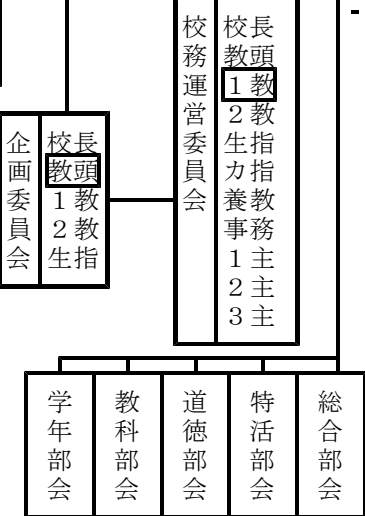 校務運営委員会
校長
教頭
1教
2教
生指
カ指
養教
事務
1主
2主
3主
企画委員会
校長
教頭
1教
2教
生指
学年部会
教科部会
道徳部会
特活部会
総合部会